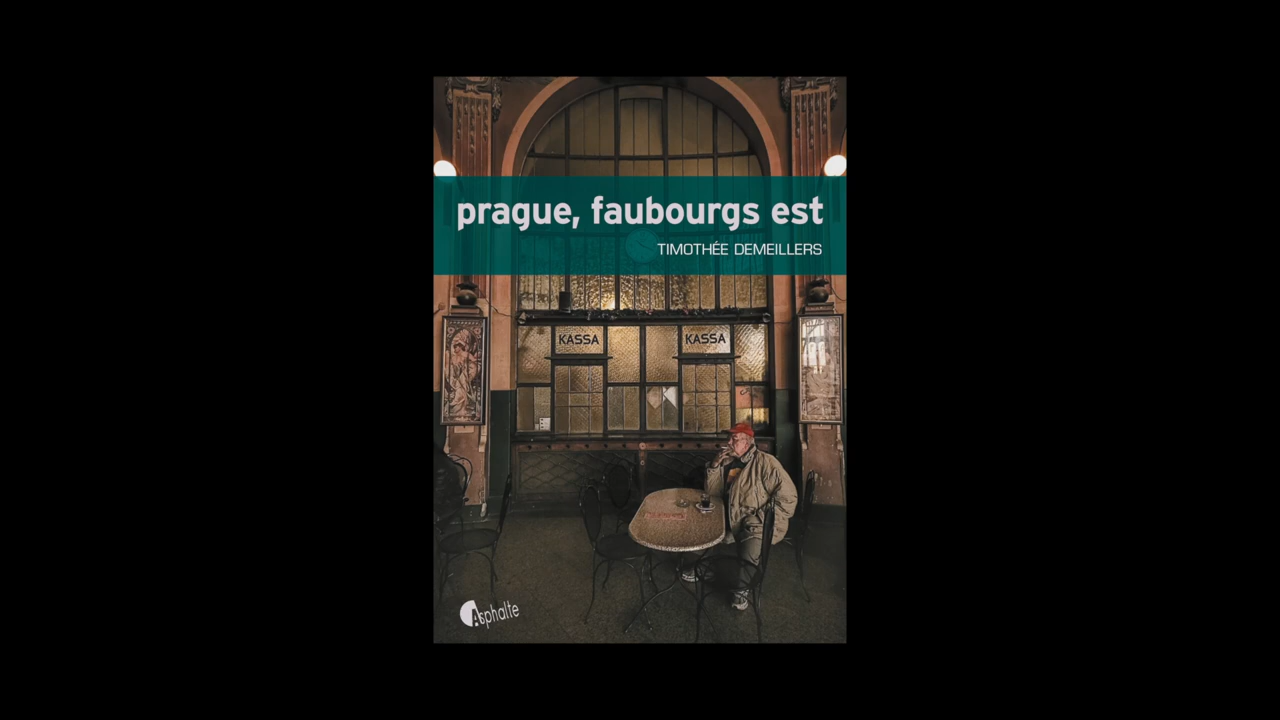 prague, faubourgs est
TIMOTHÉE DEMEILLERS
KASSA KASSA
Asphalte